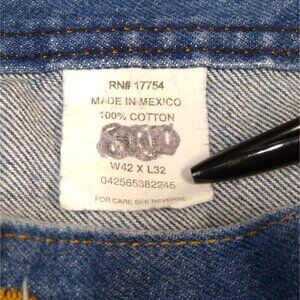 RN# 17754
MADE IN MEXICO
100% COTTON
W42 X L32
042565382245
FOR CARE SEE REVERSE